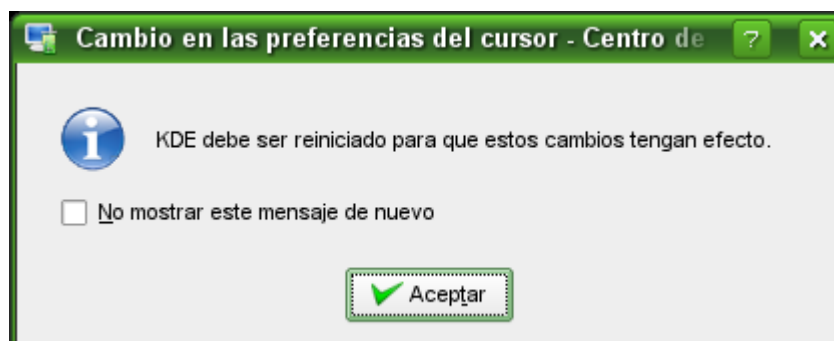 Cambio en las preferencias del cursor - Centro de
KDE debe ser reiniciado para que estos cambios tengan efecto.
No mostrar este mensaje de nuevo
Aceptar